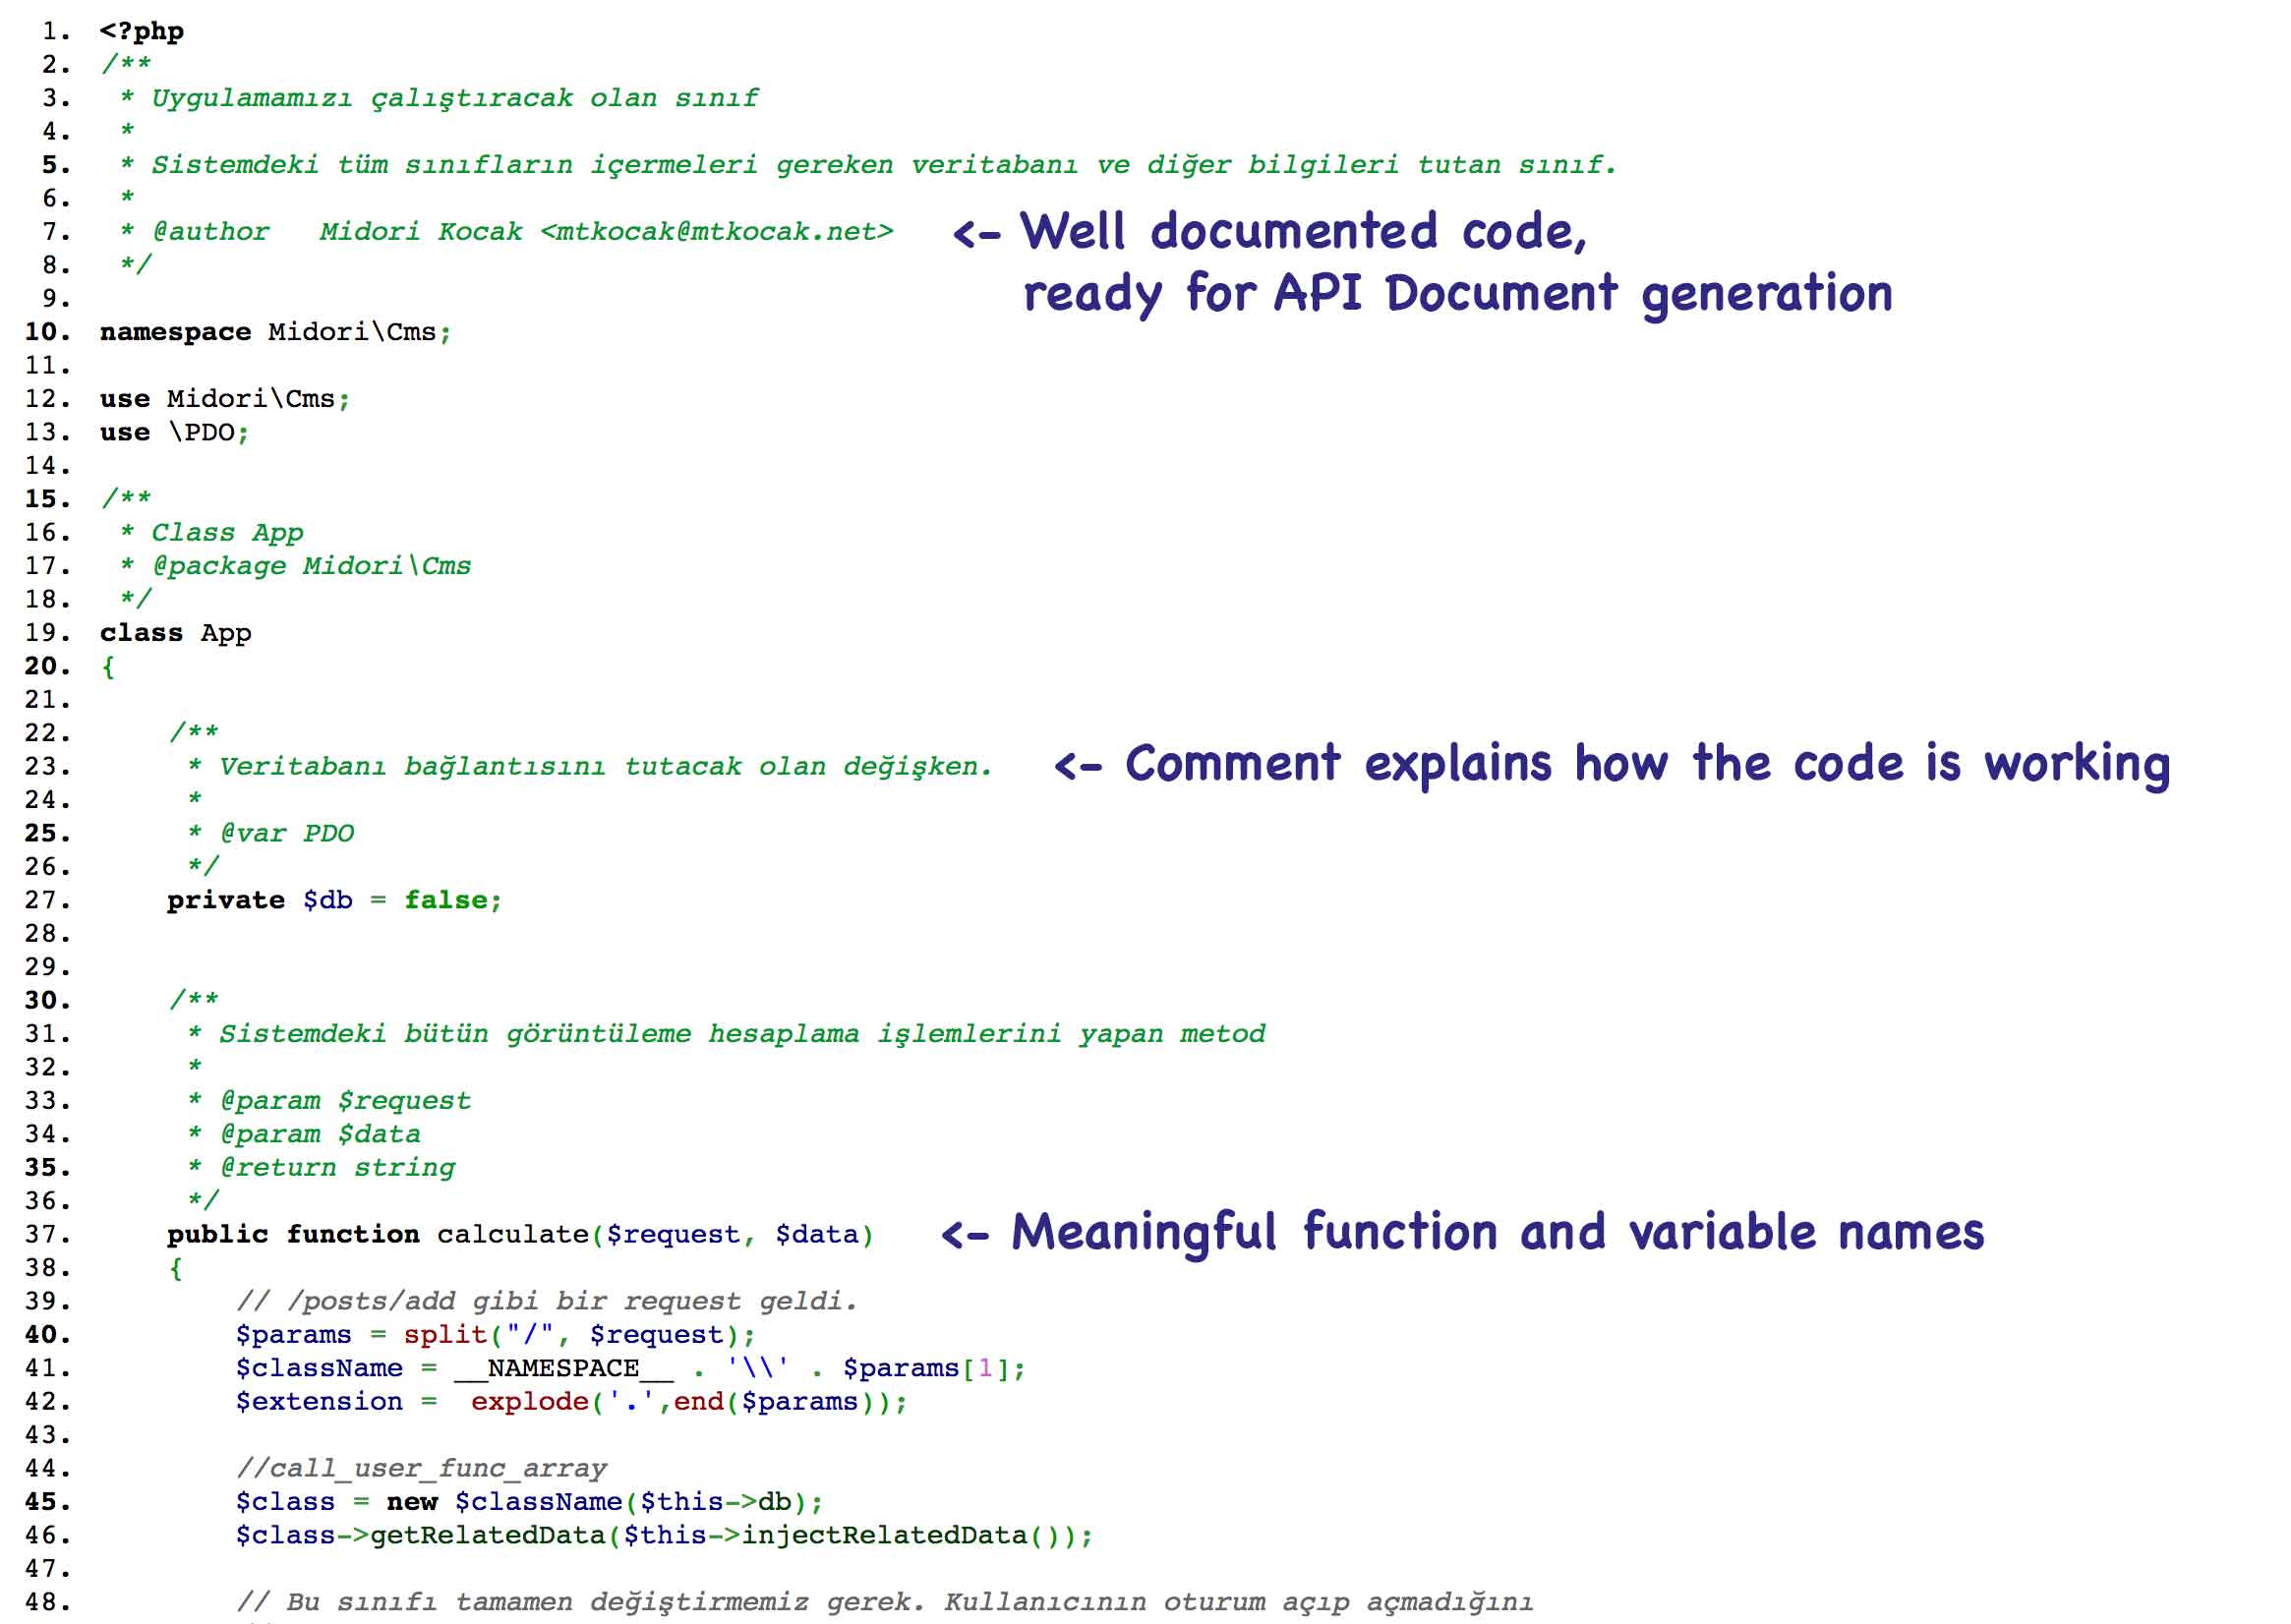 1. <?php
2. /**
3. * Uygulamamızı çalıştıracak olan sınıf
4. *
5. * Sistemdeki tüm sınıfların içermeleri gereken veritabanı ve diğer bilgileri tutan sınıf.
6. *
7. * @author   Midori Kocak <mtkocak@mtkocak.net> <- Well documented code,
ready for API Document generation
8. */
9.
10. namespace Midori\Cms;
11.
12. use Midori\Cms;
13. use \PDO;
14.
15. /**
16. * Class App
17. * @package Midori\Cms
18. */
19. class App
20. {
21.
22. /**
23. * Veritabanı bağlantısını tutacak olan değişken. <- Comment explains how the code is working
24. *
25. * @var PDO
26. */
27. private $db = false;
28.
29.
30. /**
31. * Sistemdeki bütün görüntüleme hesaplama işlemlerini yapan metod
32. *
33. * @param $request
34. * @param $data
35. * @return string
36. */
37. public function calculate($request, $data) <- Meaningful function and variable names
38. {
39. // /posts/add gibi bir request geldi.
40. $params = split("/", $request);
41. $className = __NAMESPACE__ . '\\' . $params[1];
42. $extension =  explode('.',end($params));
43.
44. //call_user_func_array
45. $class = new $className($this->db);
46. $class->getRelatedData($this->injectRelatedData());
47.
48. // Bu sınıfı tamamen değiştirmemiz gerek. Kullanıcının oturum açıp açmadığını